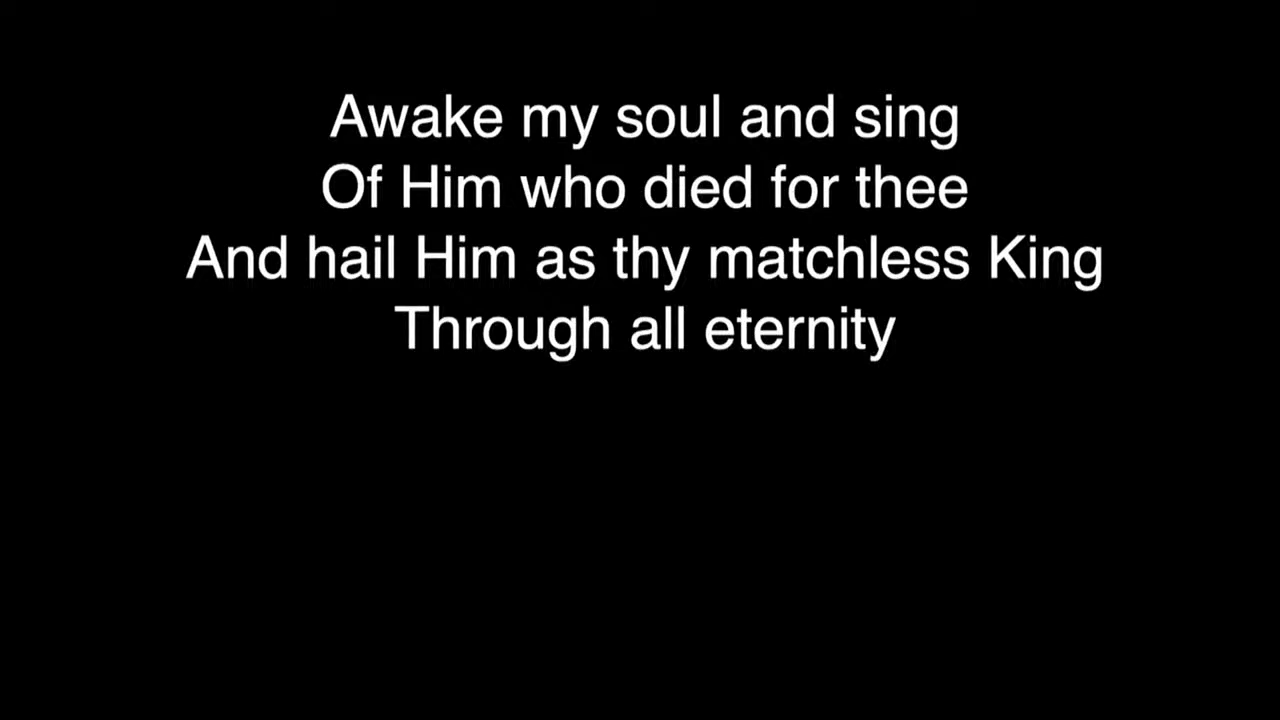 Awake my soul and sing
Of Him who died for thee
And hail Him as thy matchless King
Through all eternity